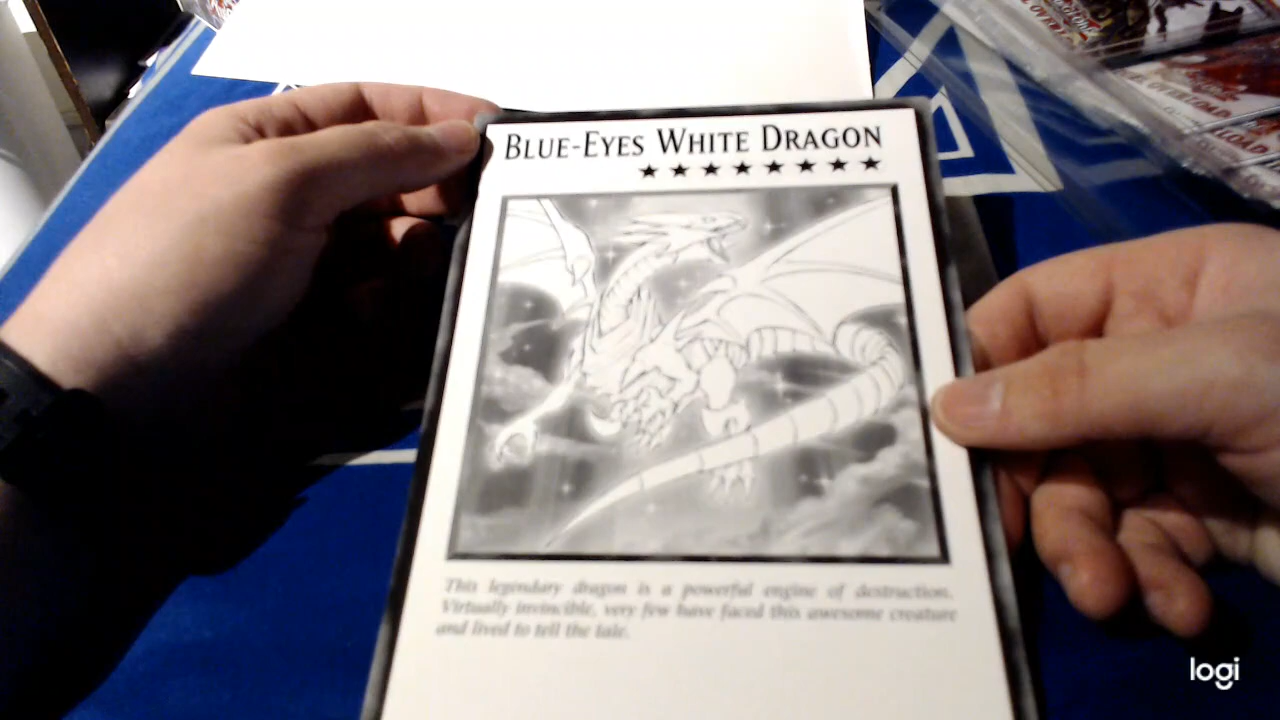 BLUE-EYES WHITE DRAGON
This legendary dragon is a powerful engine of destruction.
Virtually invincible, very few have faced this awesome creature
and lived to tell the tale.
OVERLOAD
logi